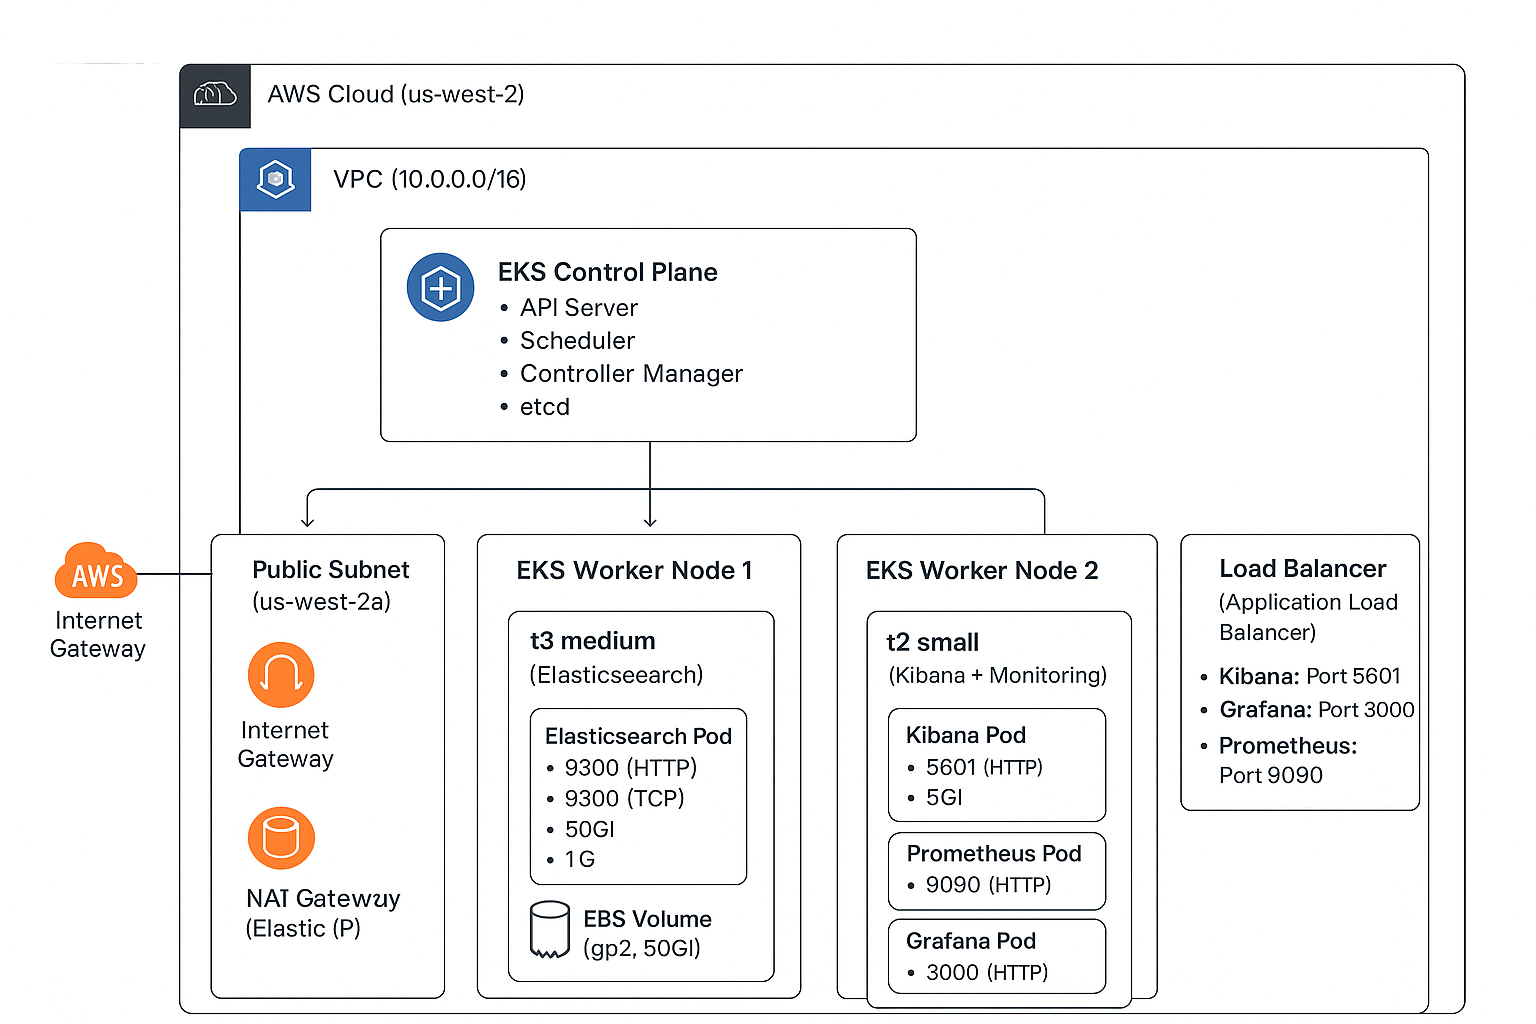 AWS Cloud (us-west-2)
VPC (10.0.0.0/16)
EKS Control Plane
• API Server
• Scheduler
• Controller Manager
• etcd
AWS
Internet
Gateway
Public Subnet
(us-west-2a)
Internet
Gateway
NAI Gatewuy
(Elastic (P)
EKS Worker Node 1
t3 medium
(Elasticseearch)
Elasticsearch Pod
• 9300 (HTTP)
• 9300 (TCP)
• 50GI
• 1G
EBS Volume
(gp2, 50GI)
EKS Worker Node 2
t2 small
(Kibana + Monitoring)
Kibana Pod
• 5601 (HTTP)
• 5GI
Prometheus Pod
• 9090 (HTTP)
Grafana Pod
• 3000 (HTTP)
Load Balancer
(Application Load
Balancer)
• Kibana: Port 5601
• Grafana: Port 3000
• Prometheus:
Port 9090